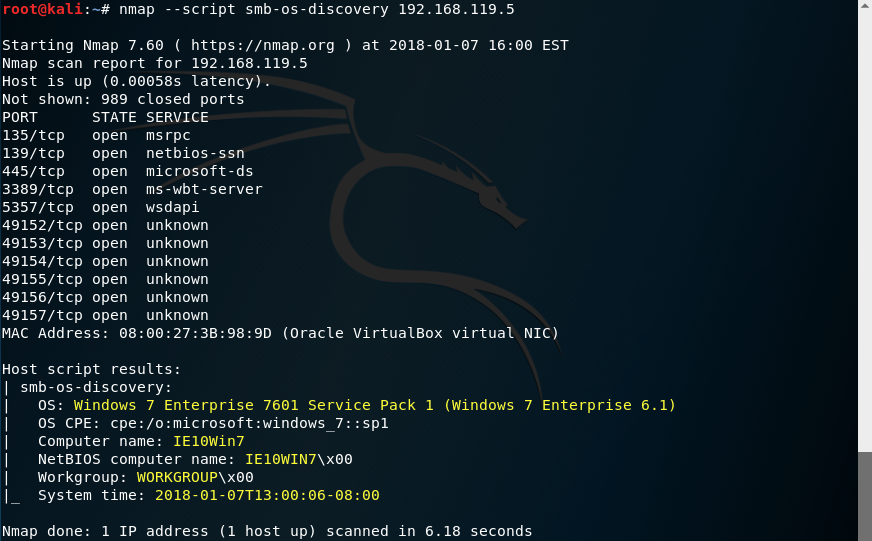 root@kali:~# nmap --script smb-os-discovery 192.168.119.5
Starting Nmap 7.60 ( https://nmap.org ) at 2018-01-07 16:00 EST
Nmap scan report for 192.168.119.5
Host is up (0.00058s latency).
Not shown: 989 closed ports
PORT      STATE SERVICE
135/tcp   open  msrpc
139/tcp   open  netbios-ssn
445/tcp   open  microsoft-ds
3389/tcp  open  ms-wbt-server
5357/tcp  open  wsdapi
49152/tcp open  unknown
49153/tcp open  unknown
49154/tcp open  unknown
49155/tcp open  unknown
49156/tcp open  unknown
49157/tcp open  unknown
MAC Address: 08:00:27:3B:98:9D (Oracle VirtualBox virtual NIC)
Host script results:
| smb-os-discovery:
|   OS: Windows 7 Enterprise 7601 Service Pack 1 (Windows 7 Enterprise 6.1)
|   OS CPE: cpe:/o:microsoft:windows_7::sp1
|   Computer name: IE10Win7
|   NetBIOS computer name: IE10WIN7\x00
|   Workgroup: WORKGROUP\x00
|_  System time: 2018-01-07T13:00:06-08:00
Nmap done: 1 IP address (1 host up) scanned in 6.18 seconds